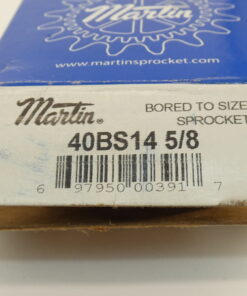 Martin
www.martinsprocket.com
Martin®
BORED TO SIZE
SPROCKET
40BS14 5/8
6 97950 00391 7